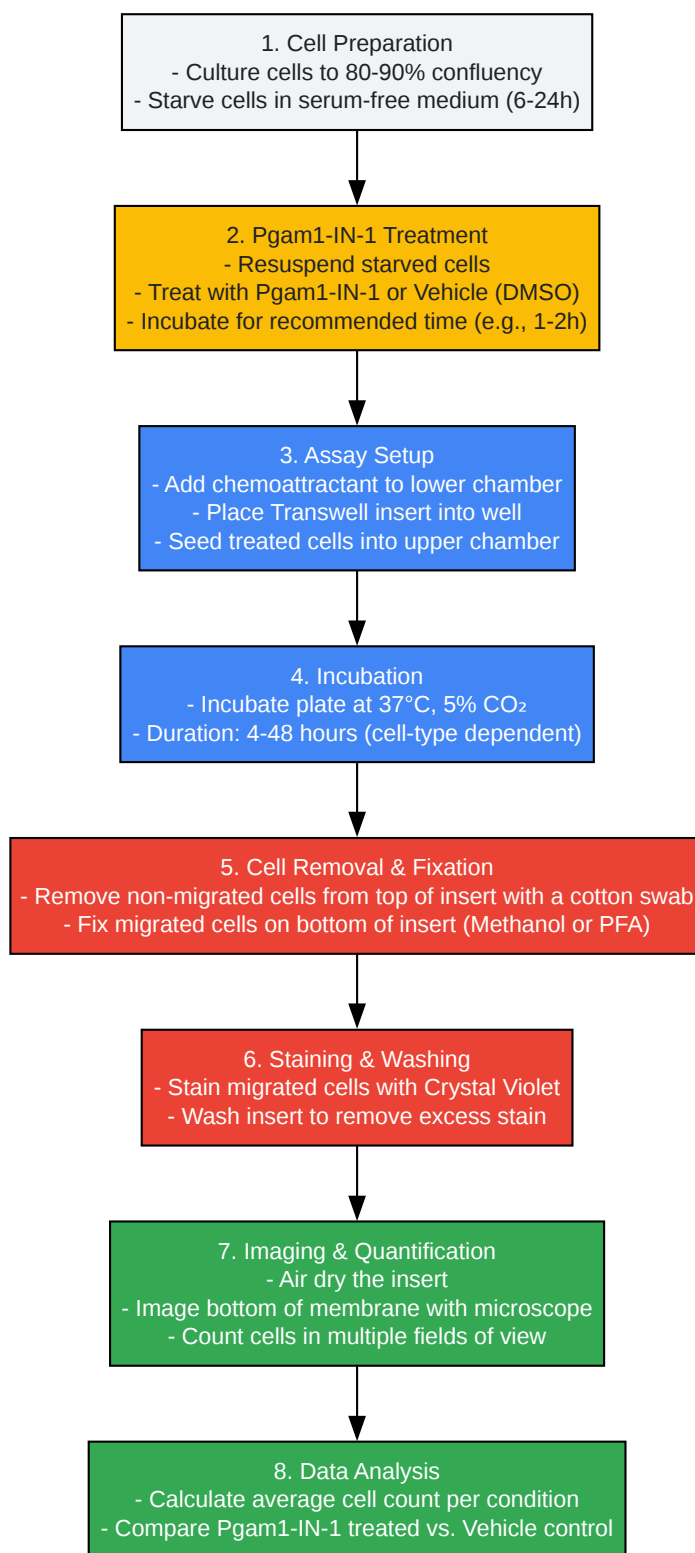 1. Cell Preparation
- Culture cells to 80-90% confluency
- Starve cells in serum-free medium (6-24h)
2. Pgam1-IN-1 Treatment
- Resuspend starved cells
- Treat with Pgam1-IN-1 or Vehicle (DMSO)
- Incubate for recommended time (e.g., 1-2h)
3. Assay Setup
- Add chemoattractant to lower chamber
- Place Transwell insert into well
- Seed treated cells into upper chamber
4. Incubation
- Incubate plate at 37°C, 5% CO₂
- Duration: 4-48 hours (cell-type dependent)
5. Cell Removal & Fixation
- Remove non-migrated cells from top of insert with a cotton swab
- Fix migrated cells on bottom of insert (Methanol or PFA)
6. Staining & Washing
- Stain migrated cells with Crystal Violet
- Wash insert to remove excess stain
7. Imaging & Quantification
- Air dry the insert
- Image bottom of membrane with microscope
- Count cells in multiple fields of view
8. Data Analysis
- Calculate average cell count per condition
- Compare Pgam1-IN-1 treated vs. Vehicle control